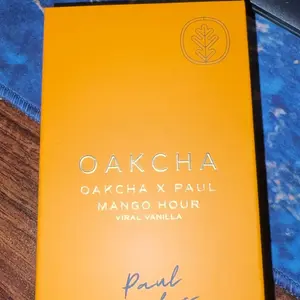 OAKCHA
OAKCHA X PAUL
MANGO HOUR
VIRAL VANILLA
Paul